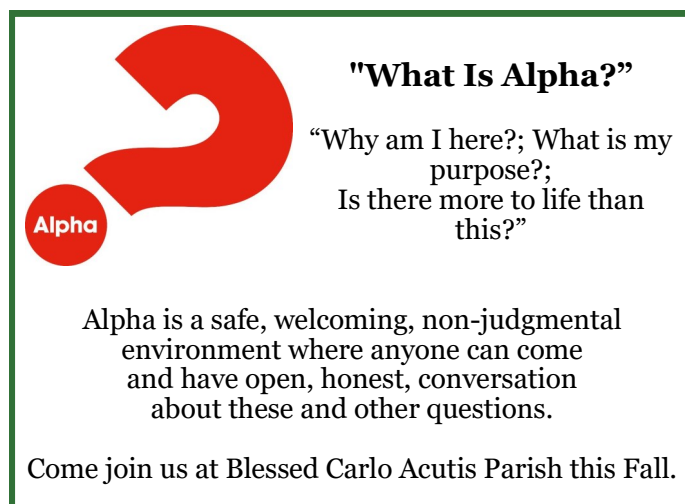 "What Is Alpha?”
“Why am I here?; What is my
purpose?;
Is there more to life than
this?”
Alpha
Alpha is a safe, welcoming, non-judgmental
environment where anyone can come
and have open, honest, conversation
about these and other questions.
Come join us at Blessed Carlo Acutis Parish this Fall.